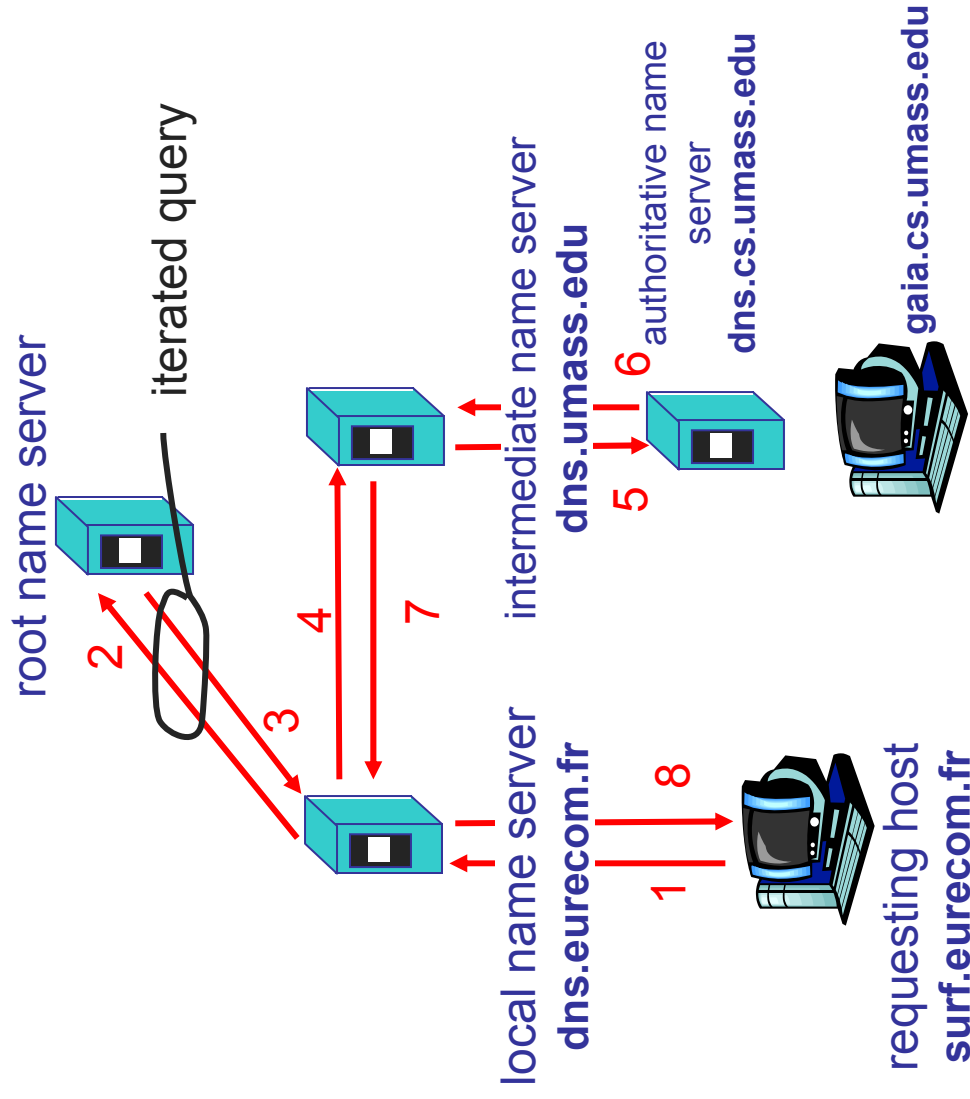 root name server
iterated query
2
3
4
7
local name server
dns.eurecom.fr
intermediate name server
dns.umass.edu
5
6
authoritative name
server
dns.cs.umass.edu
1
8
requesting host
surf.eurecom.fr
gaia.cs.umass.edu